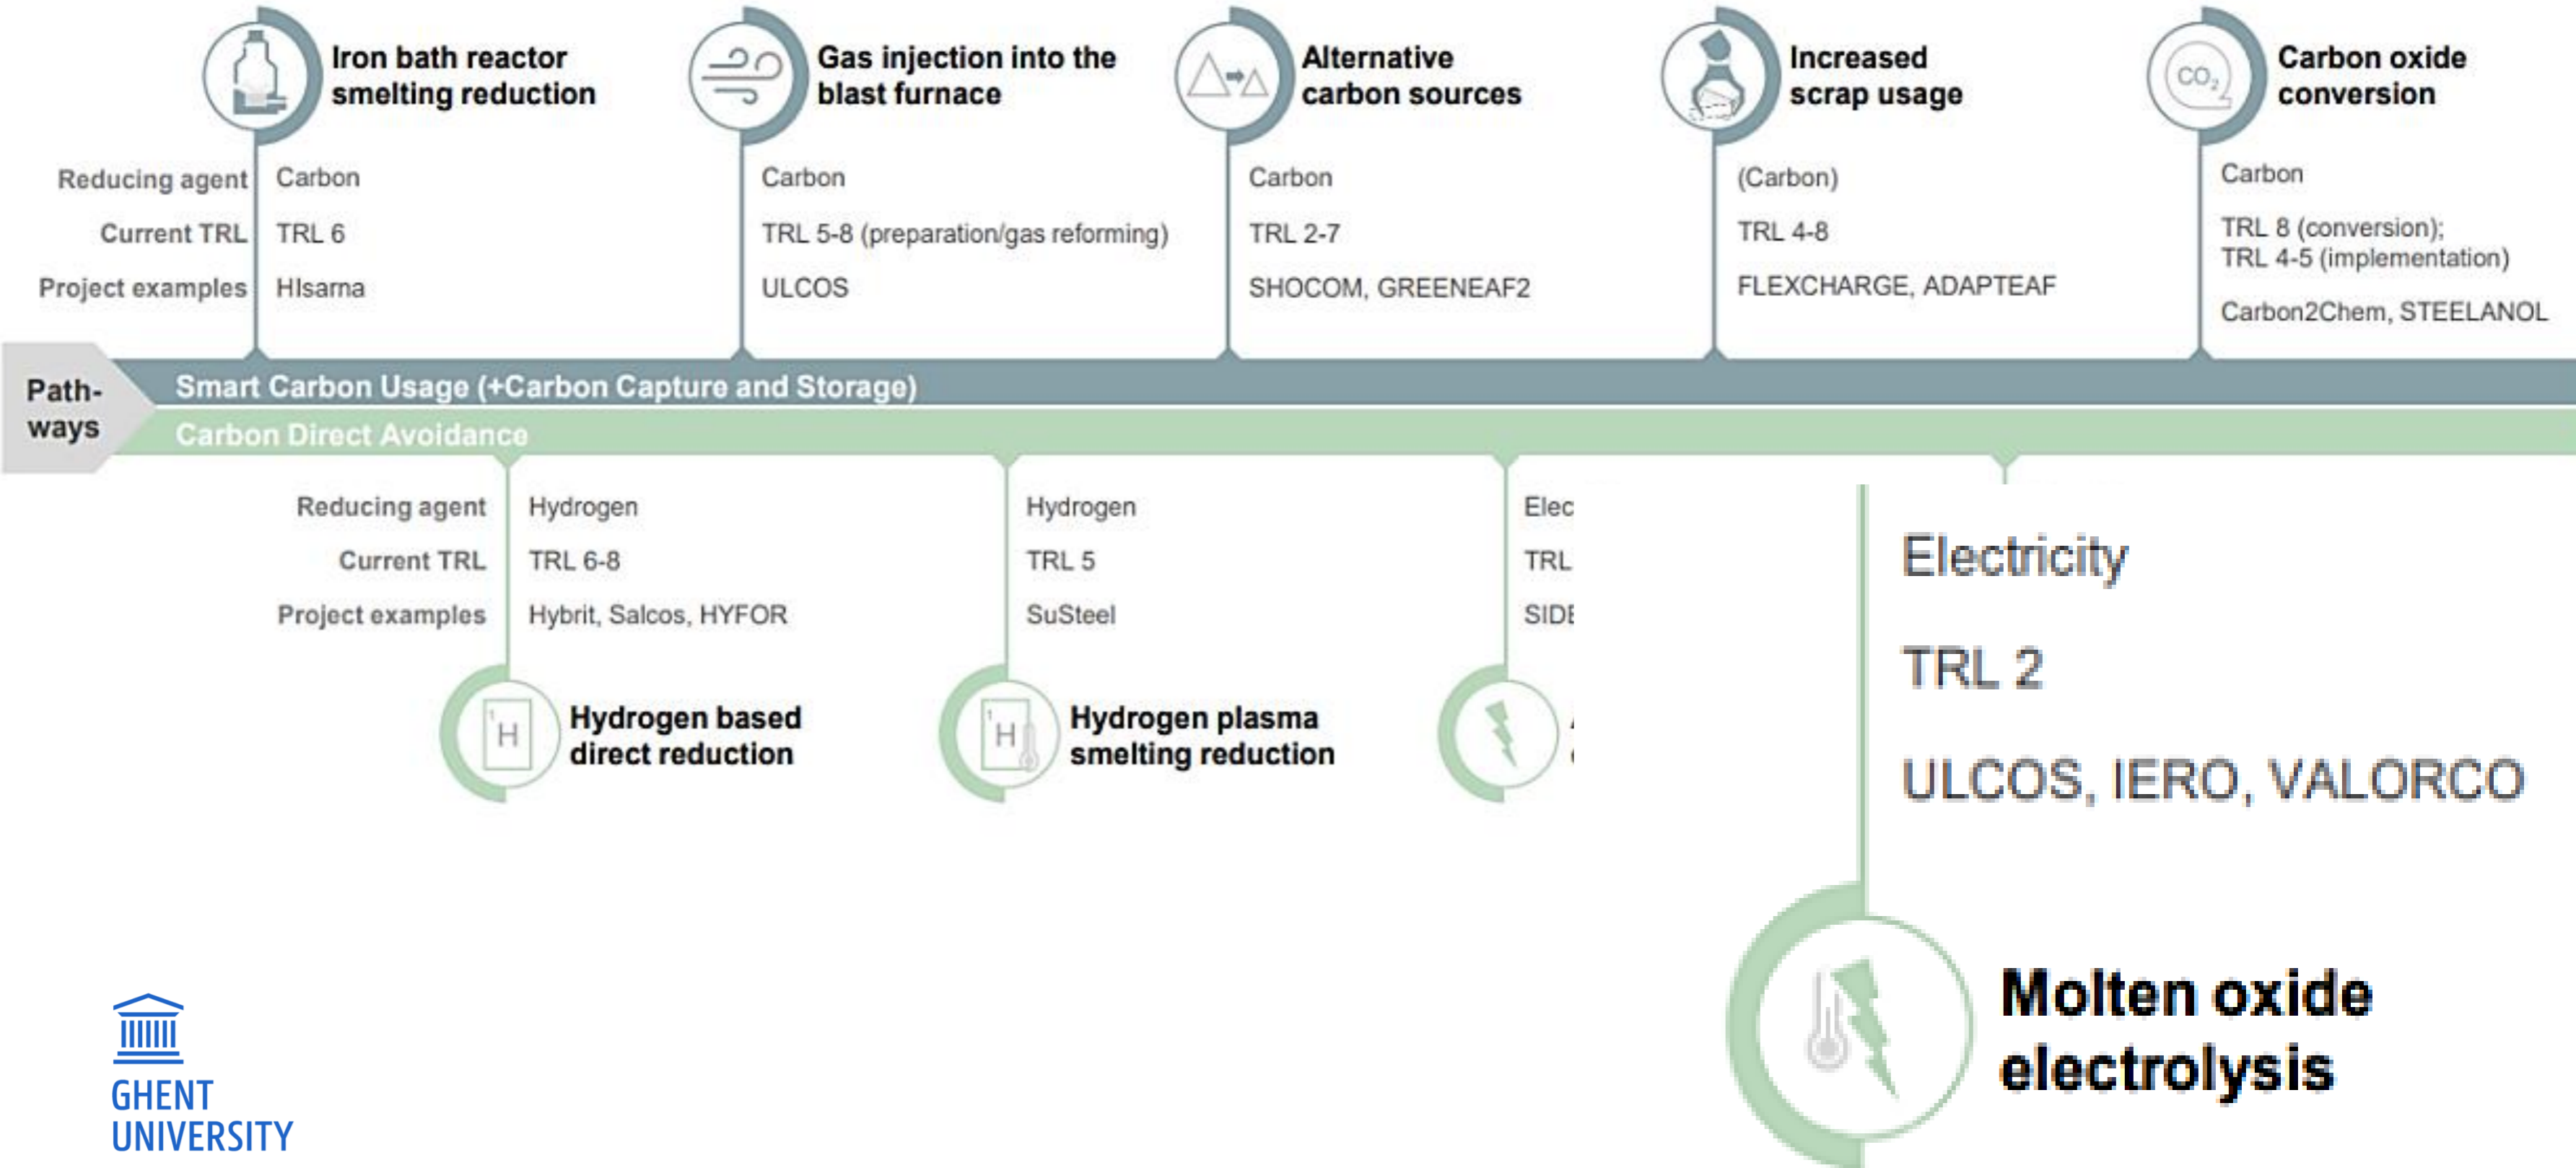 Iron bath reactor
smelting reduction
Gas injection into the
blast furnace
Alternative
carbon sources
Increased
scrap usage
CO2
Carbon oxide
conversion
Reducing agent Carbon Carbon Carbon (Carbon) Carbon
Current TRL TRL 6 TRL 5-8 (preparation/gas reforming) TRL 2-7 TRL 4-8 TRL 8 (conversion);
TRL 4-5 (implementation)
Project examples HIsarna ULCOS SHOCOM, GREENEAF2 FLEXCHARGE, ADAPTEAF Carbon2Chem, STEELANOL
Path-
ways
Smart Carbon Usage (+Carbon Capture and Storage)
Carbon Direct Avoidance
Reducing agent Hydrogen Hydrogen Elec
Current TRL TRL 6-8 TRL 5 TRL
Project examples Hybrit, Salcos, HYFOR SuSteel
1
H
Hydrogen based
direct reduction
1
H
Hydrogen plasma
smelting reduction
Electricity
TRL 2
ULCOS, IERO, VALORCO
Molten oxide
electrolysis
GHENT
UNIVERSITY